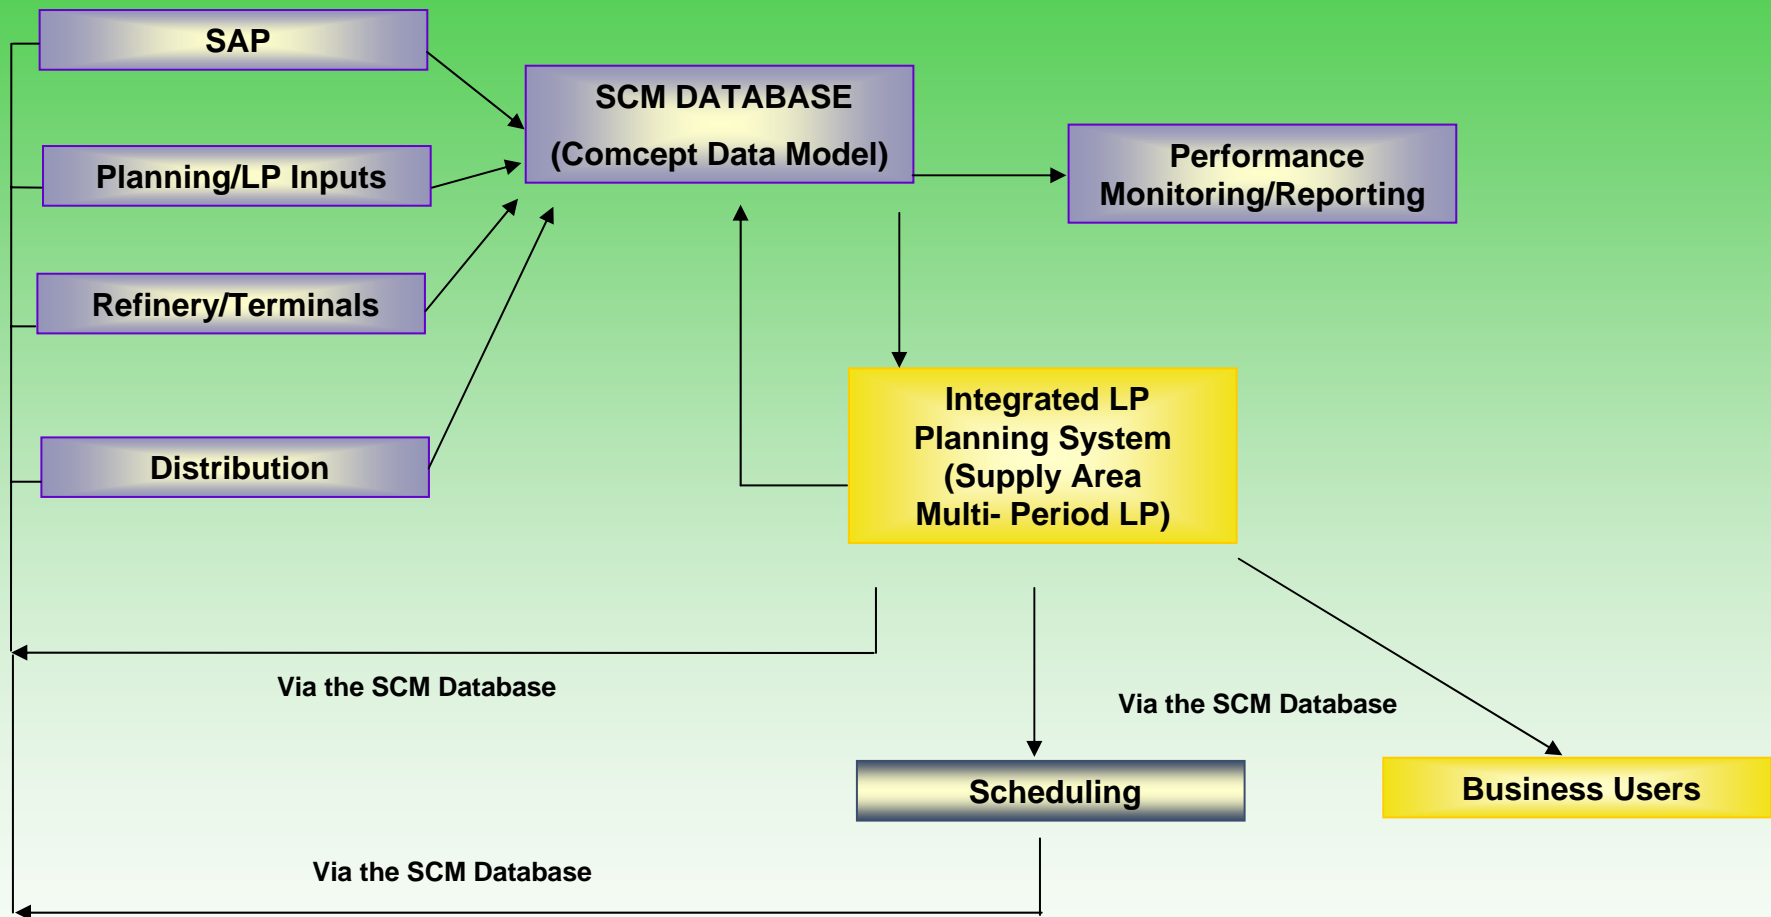 SAP
SCM DATABASE
(Comcept Data Model)
Performance
Monitoring/Reporting
Planning/LP Inputs
Refinery/Terminals
Integrated LP
Planning System
(Supply Area
Multi- Period LP)
Distribution
Via the SCM Database
Via the SCM Database
Scheduling
Business Users
Via the SCM Database